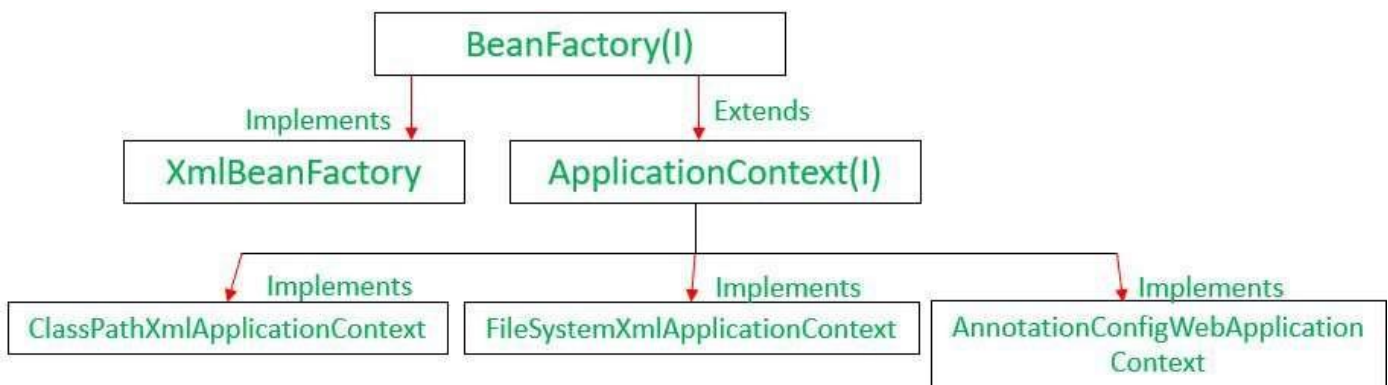 BeanFactory(I)
Implements
Extends
XmlBeanFactory
ApplicationContext(I)
Implements
Implements
Implements
ClassPathXmlApplicationContext
FileSystemXmlApplicationContext
AnnotationConfigWebApplication
Context